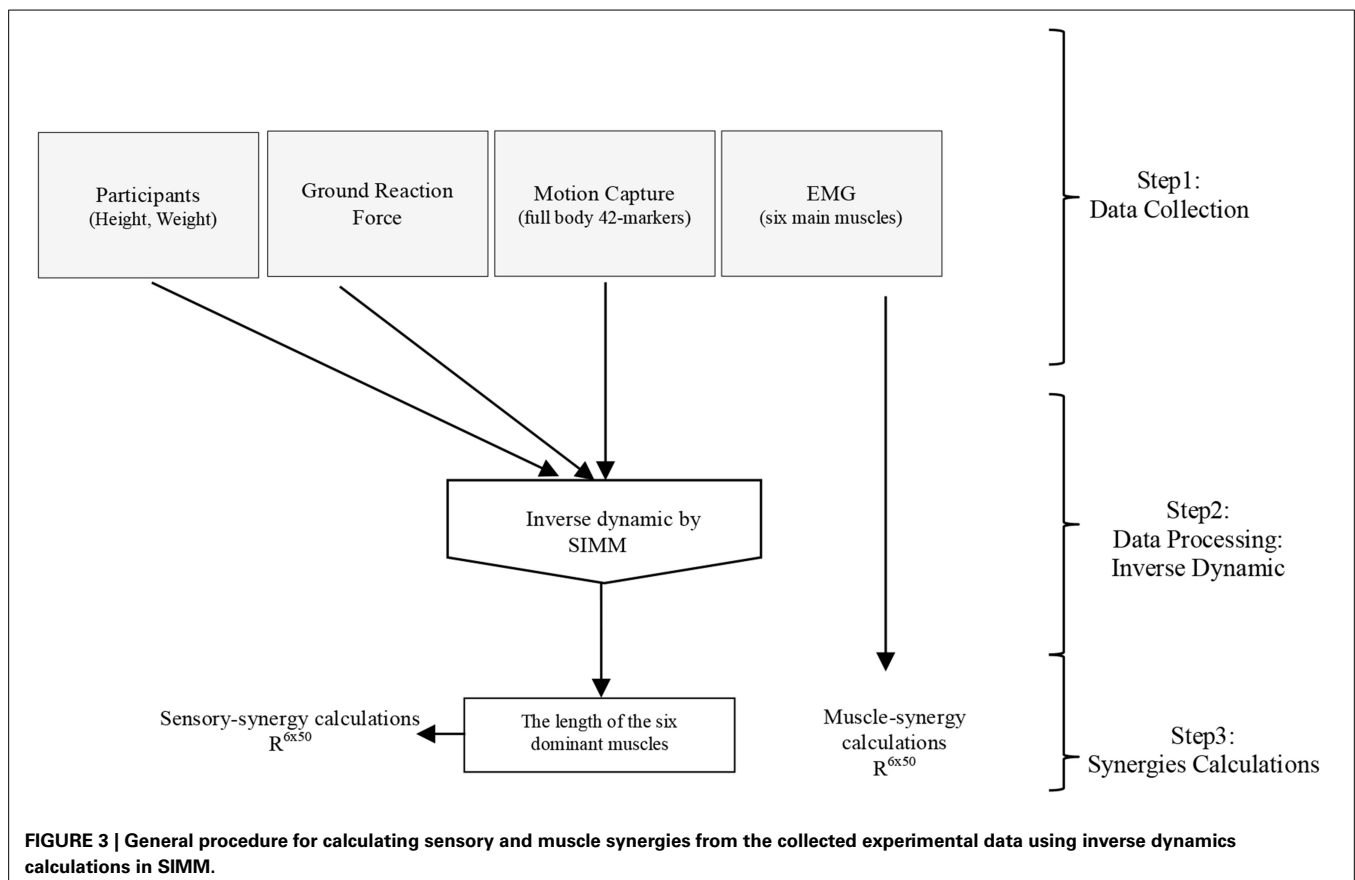 Participants
(Height, Weight)
Ground Reaction
Force
Motion Capture
(full body 42-markers)
EMG
(six main muscles)
Step1:
Data Collection
Inverse dynamic by
SIMM
Step2:
Data Processing:
Inverse Dynamic
Sensory-synergy calculations
R^6x50
The length of the six
dominant muscles
Muscle-synergy
calculations
R^6x50
Step3:
Synergies Calculations
FIGURE 3 | General procedure for calculating sensory and muscle synergies from the collected experimental data using inverse dynamics
calculations in SIMM.